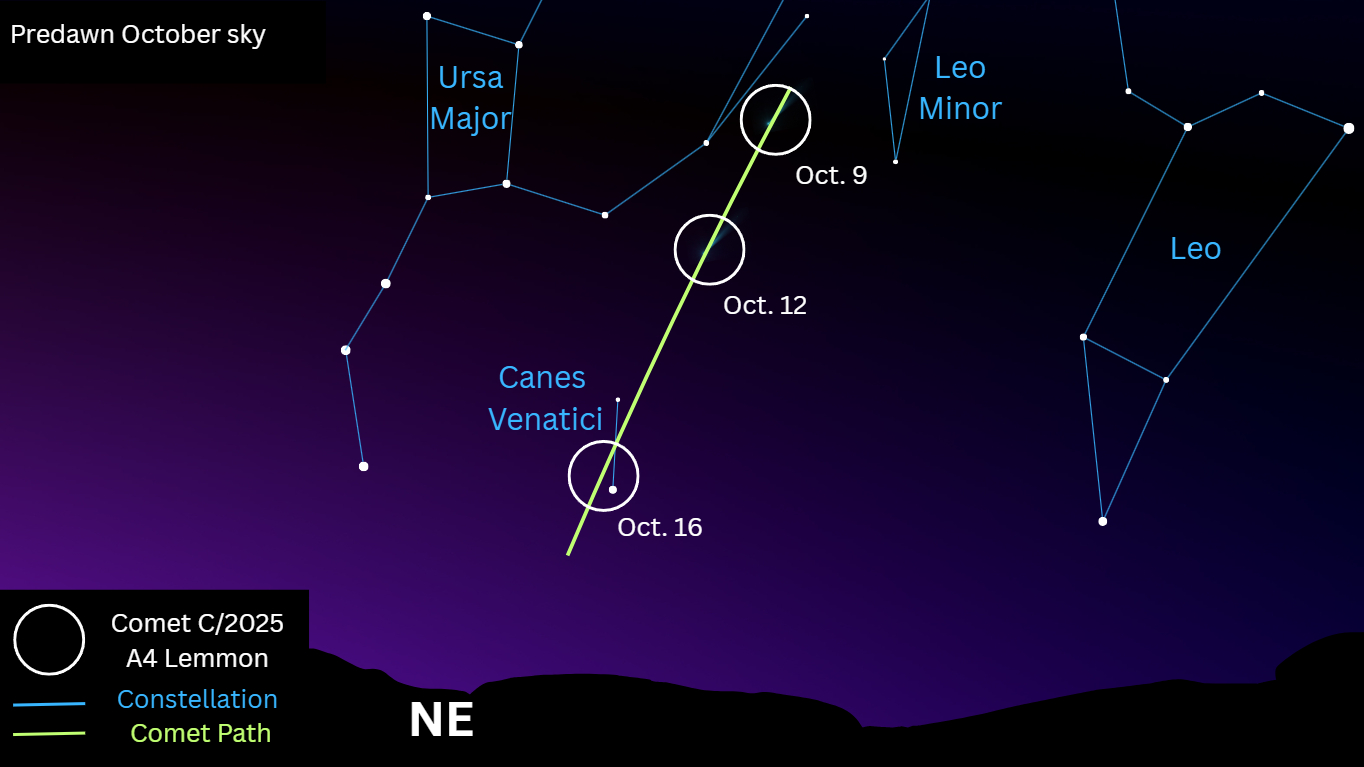 Predawn October sky
Ursa
Major
Leo
Minor
Oct. 9
Leo
Oct. 12
Canes
Venatici
Oct. 16
Comet C/2025
A4 Lemmon
Constellation
Comet Path
NE